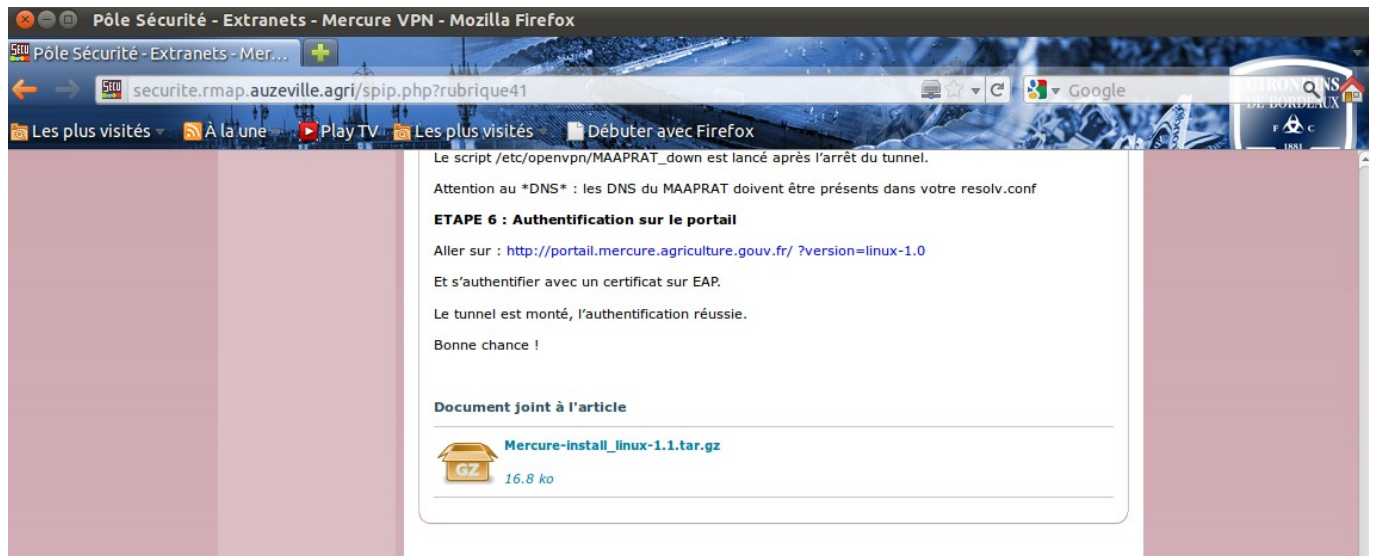 Pôle Sécurité - Extranets - Mercure VPN - Mozilla Firefox
Pôle Sécurité - Extranets - Mer...
securite.rmap.auzeville.agri/spip.php?rubrique41
Google
GIRONDINS
DE BORDEAUX
F C
1881
Les plus visités
À la une
Play TV
Les plus visités
Débuter avec Firefox
Le script /etc/openvpn/MAAPRAT_down est lancé après l'arrêt du tunnel.
Attention au *DNS* : les DNS du MAAPRAT doivent être présents dans votre resolv.conf
ETAPE 6 : Authentification sur le portail
Aller sur : http://portail.mercure.agriculture.gouv.fr/ ?version=linux-1.0
Et s'authentifier avec un certificat sur EAP.
Le tunnel est monté, l'authentification réussie.
Bonne chance !
Document joint à l'article
GZ
Mercure-install_linux-1.1.tar.gz
16.8 ko